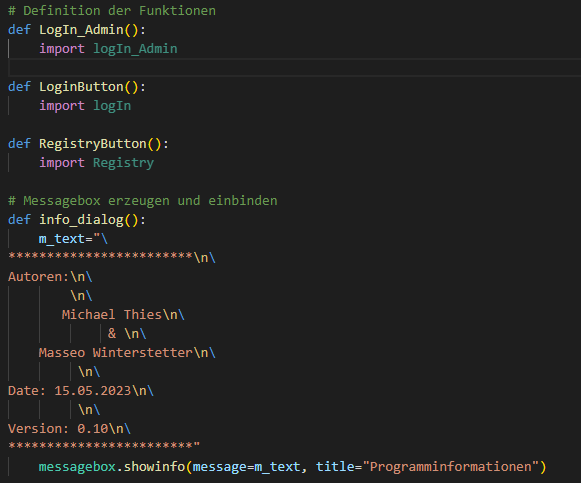 # Definition der Funktionen
def LogIn_Admin():
    import logIn_Admin

def LoginButton():
    import logIn

def RegistryButton():
    import Registry

# Messagebox erzeugen und einbinden
def info_dialog():
    m_text="\
************************\n\
Autoren:\n\
        \n\
       Michael Thies\n\
             & \n\
    Masseo Winterstetter\n\
         \n\
Date: 15.05.2023\n\
         \n\
Version: 0.10\n\
************************"
    messagebox.showinfo(message=m_text, title="Programminformationen")